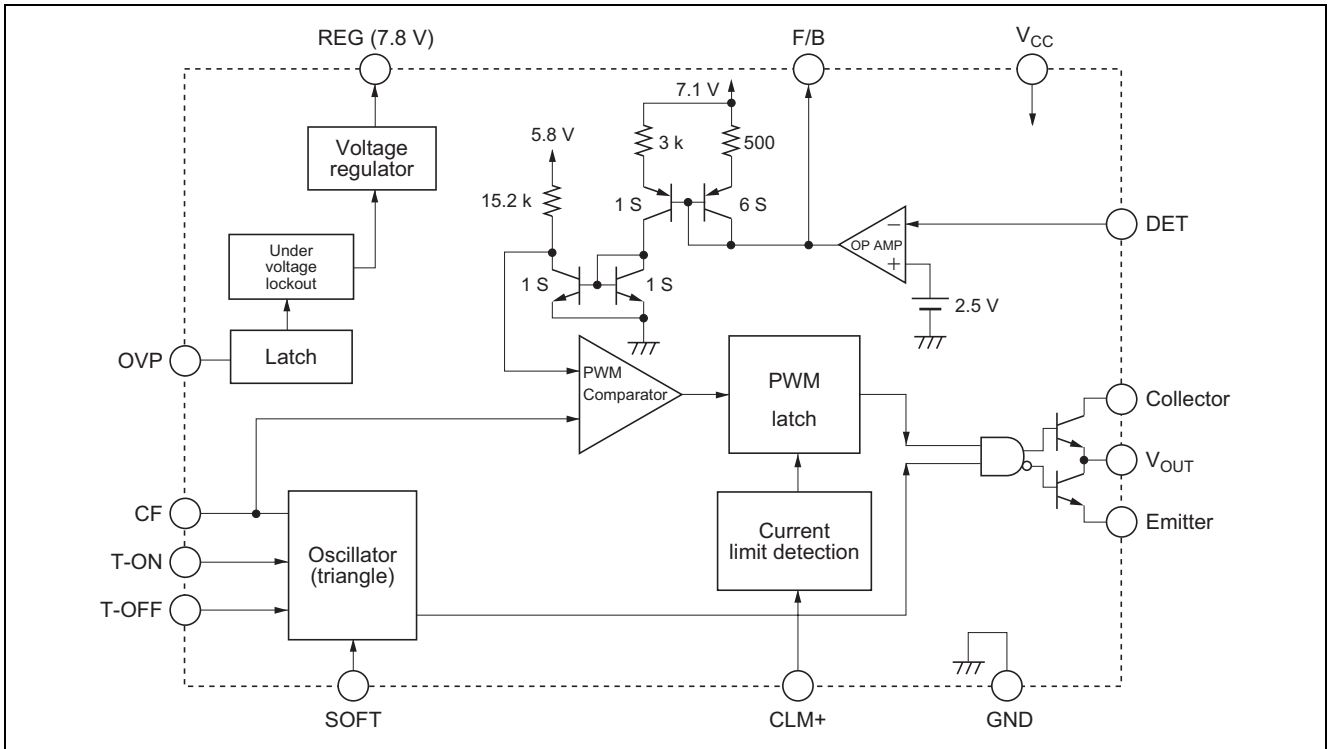 REG (7.8 V)
F/B
VCC
7.1 V
5.8 V
3 k
500
Voltage
regulator
15.2 k
1 S
6 S
DET
OP AMP
−
+
Under
voltage
lockout
1 S
1 S
2.5 V
OVP
Latch
PWM
Comparator
PWM
latch
Collector
VOUT
Emitter
CF
T-ON
T-OFF
Oscillator
(triangle)
Current
limit detection
SOFT
CLM+
GND